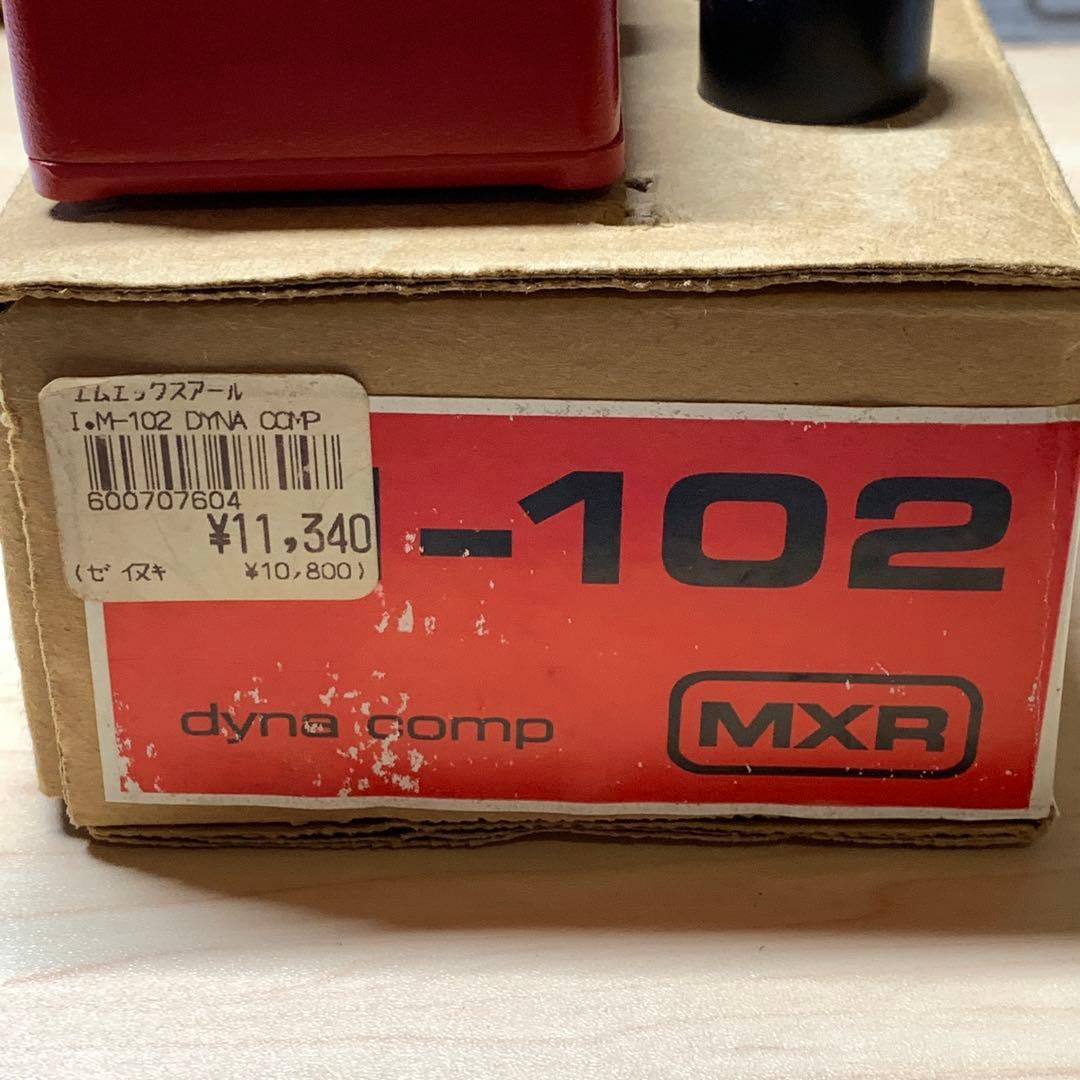 エムエックスアール
I.M-102 DYNA COMP
600707604
¥11,340
(ゼイヌキ ¥10,800)
-102
dyna comp
MXR